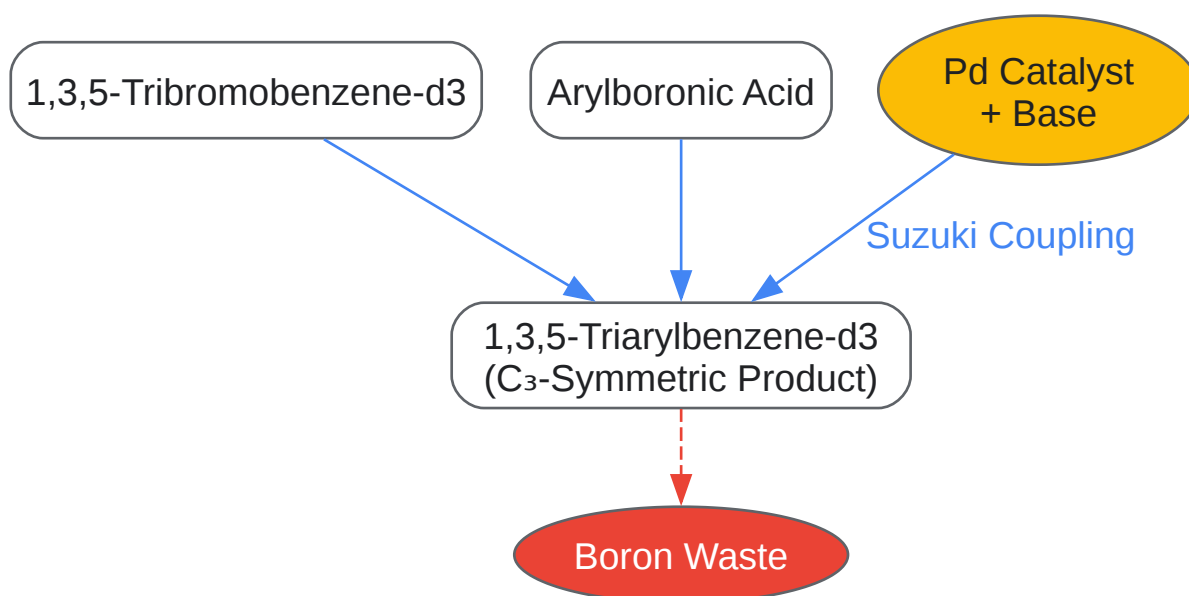 1,3,5-Tribromobenzene-d3
Arylboronic Acid
Pd Catalyst
+ Base
Suzuki Coupling
1,3,5-Triarylbenzene-d3
(C₃-Symmetric Product)
Boron Waste